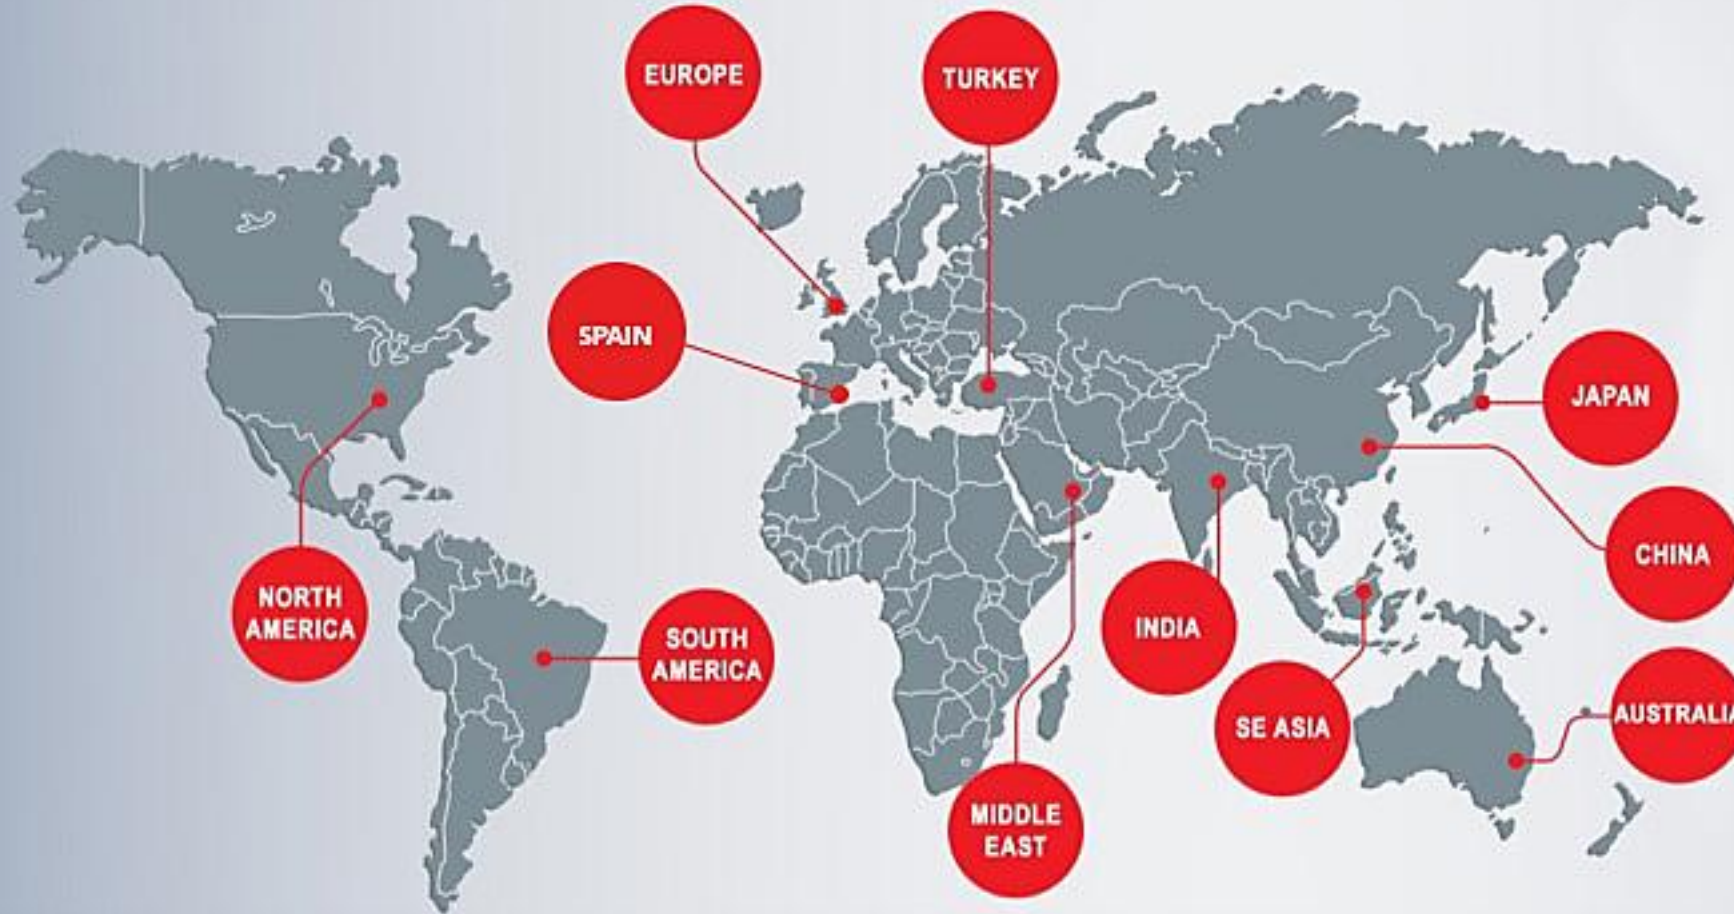 EUROPE
TURKEY
SPAIN
JAPAN
CHINA
NORTH
AMERICA
SOUTH
AMERICA
INDIA
SE ASIA
AUSTRALIA
MIDDLE
EAST